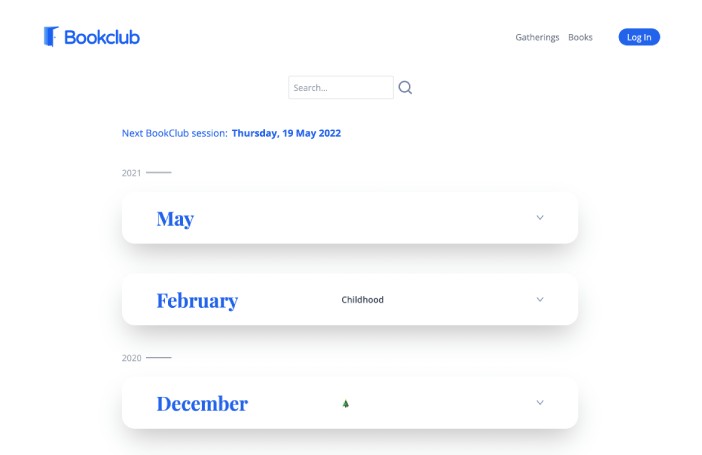 Bookclub
Gatherings Books Log In
Search...
Next BookClub session: Thursday, 19 May 2022
2021
May
February Childhood
2020
December 🌲